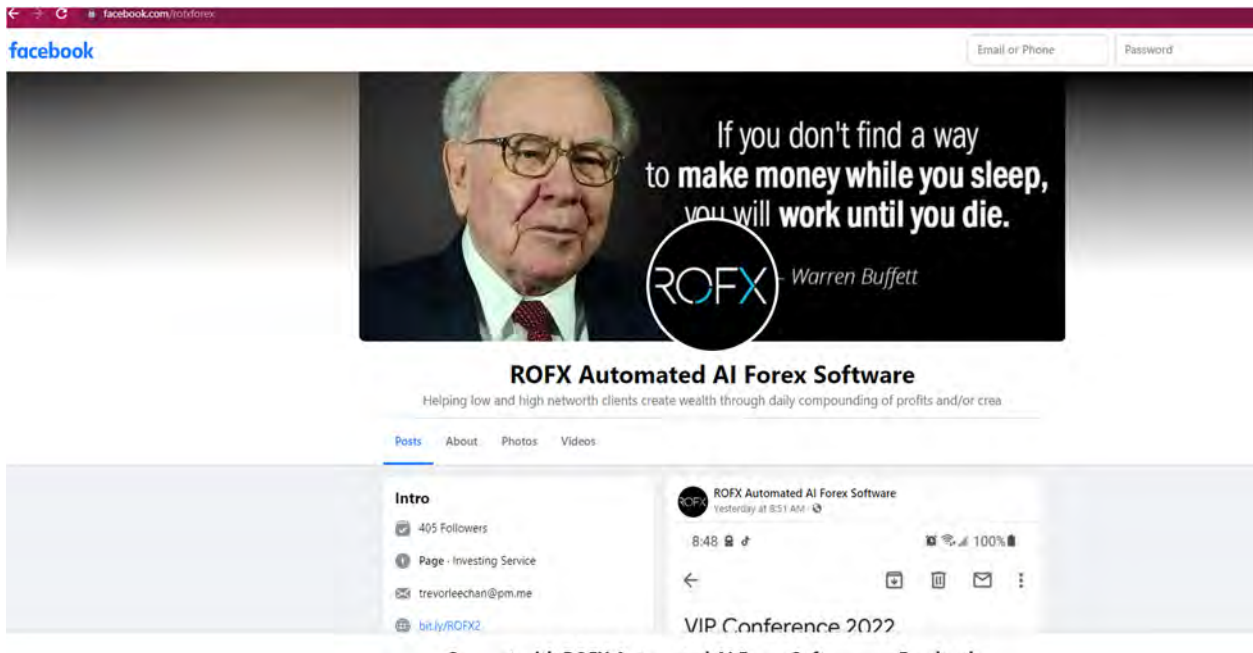 facebook.com/rofxforex
facebook
Email or Phone
Password
If you don't find a way
to make money while you sleep,
you will work until you die.
- Warren Buffett
ROFX
ROFX Automated AI Forex Software
Helping low and high networth clients create wealth through daily compounding of profits and/or crea
Posts
About
Photos
Videos
Intro
405 Followers
Page · Investing Service
trevorleechan@pm.me
bit.ly/ROFX2
ROFX
ROFX Automated AI Forex Software
Yesterday at 8:51 AM ·
8:48
100%
VIP Conference 2022